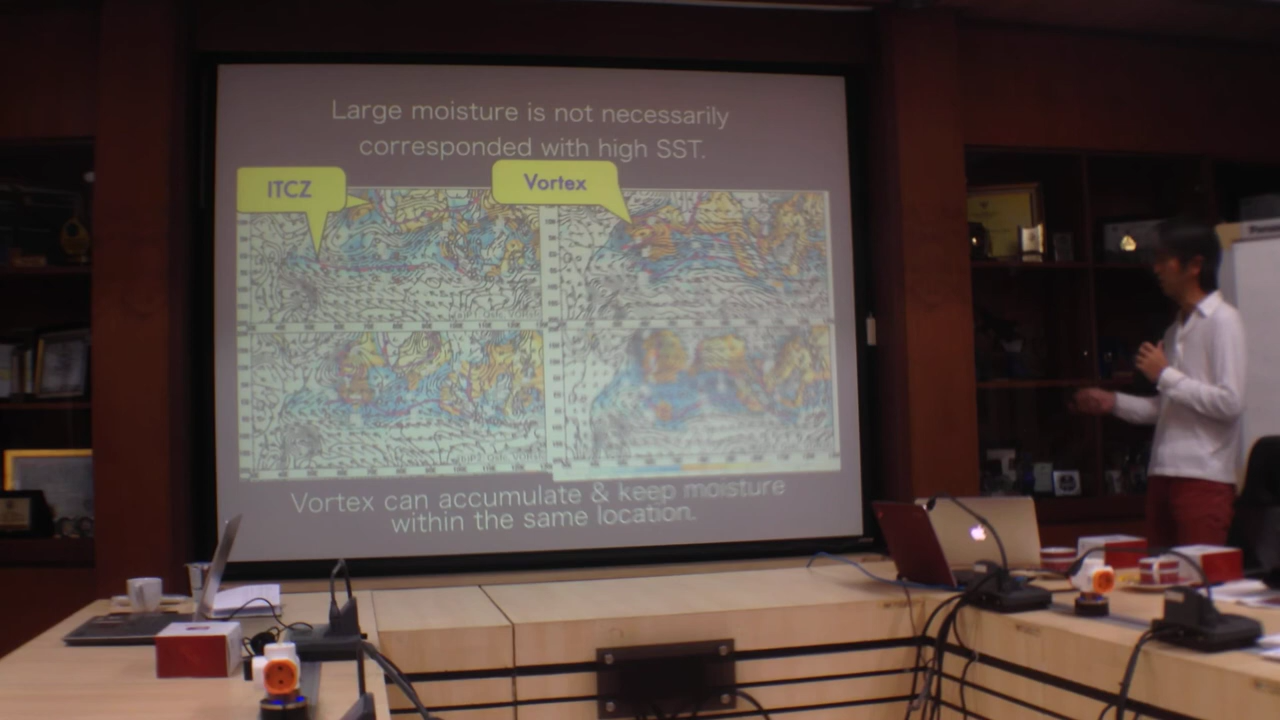 Large moisture is not necessarily
corresponded with high SST.
ITCZ
Vortex
Vortex can accumulate & keep moisture
within the same location.